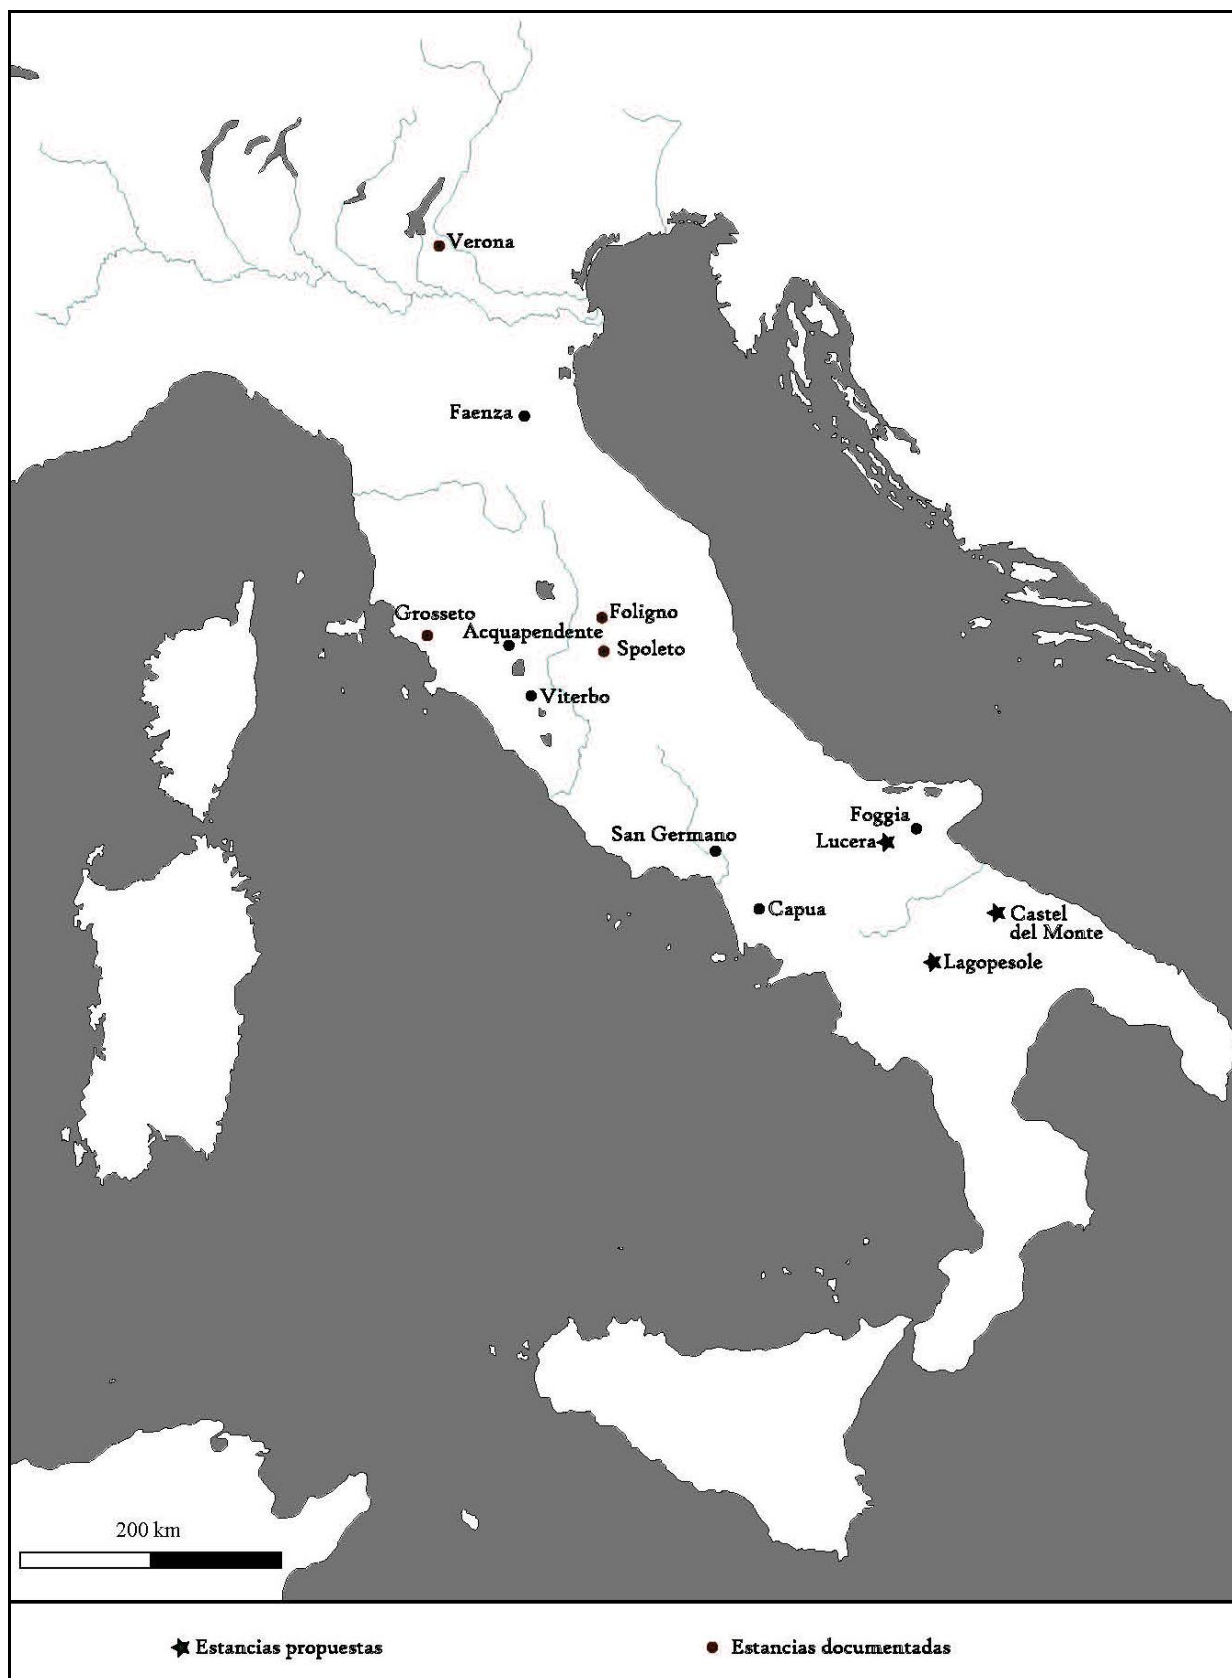 Verona
Faenza
Grosseto
Foligno
Acquapendente
Spoleto
Viterbo
Foggia
San Germano
Lucera
Capua
Castel
del Monte
Lagopesole
200 km
Estancias propuestas
Estancias documentadas